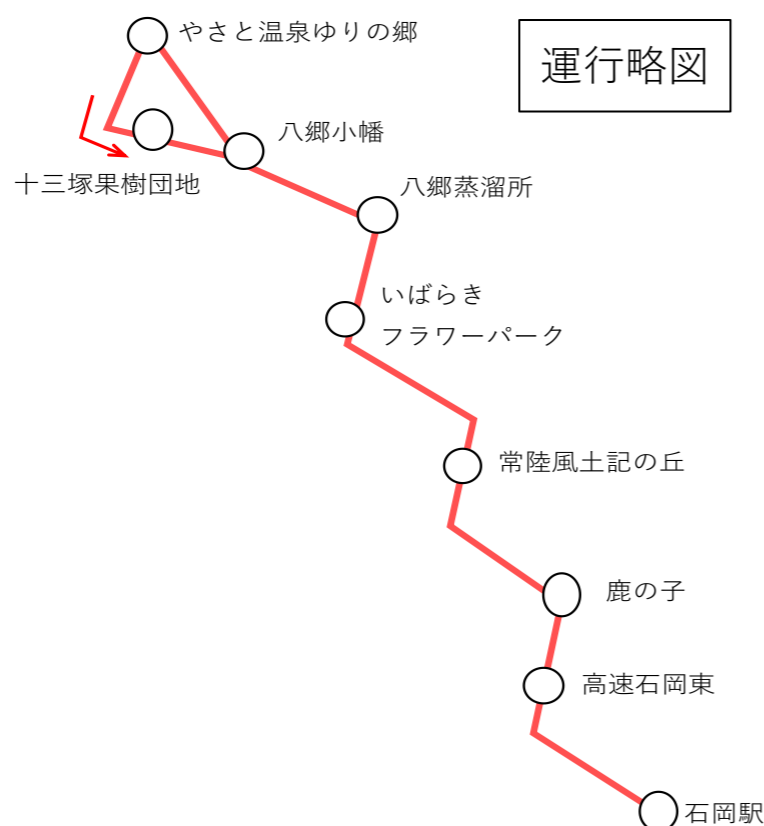 やさと温泉ゆりの郷
運行略図
八郷小幡
十三塚果樹団地
八郷蒸溜所
いばらき
フラワーパーク
常陸風土記の丘
鹿の子
高速石岡東
石岡駅